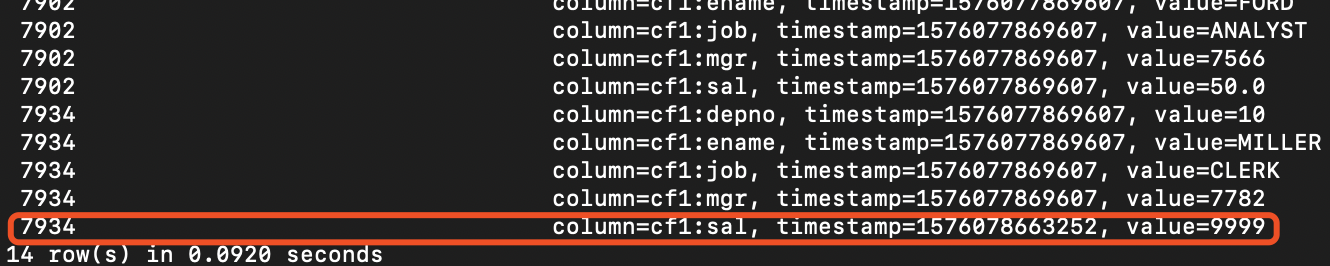 7902 column=cf1:ename, timestamp=1576077869607, value=FORD
7902 column=cf1:job, timestamp=1576077869607, value=ANALYST
7902 column=cf1:mgr, timestamp=1576077869607, value=7566
7902 column=cf1:sal, timestamp=1576077869607, value=50.0
7934 column=cf1:depno, timestamp=1576077869607, value=10
7934 column=cf1:ename, timestamp=1576077869607, value=MILLER
7934 column=cf1:job, timestamp=1576077869607, value=CLERK
7934 column=cf1:mgr, timestamp=1576077869607, value=7782
7934 column=cf1:sal, timestamp=1576078663252, value=9999
14 row(s) in 0.0920 seconds